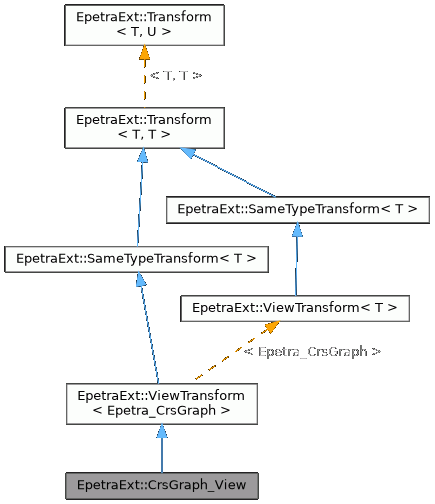 EpetraExt::Transform
< T, U >
< T, T >
EpetraExt::Transform
< T, T >
EpetraExt::SameTypeTransform< T >
EpetraExt::SameTypeTransform< T >
EpetraExt::ViewTransform< T >
< Epetra_CrsGraph >
EpetraExt::ViewTransform
< Epetra_CrsGraph >
EpetraExt::CrsGraph_View